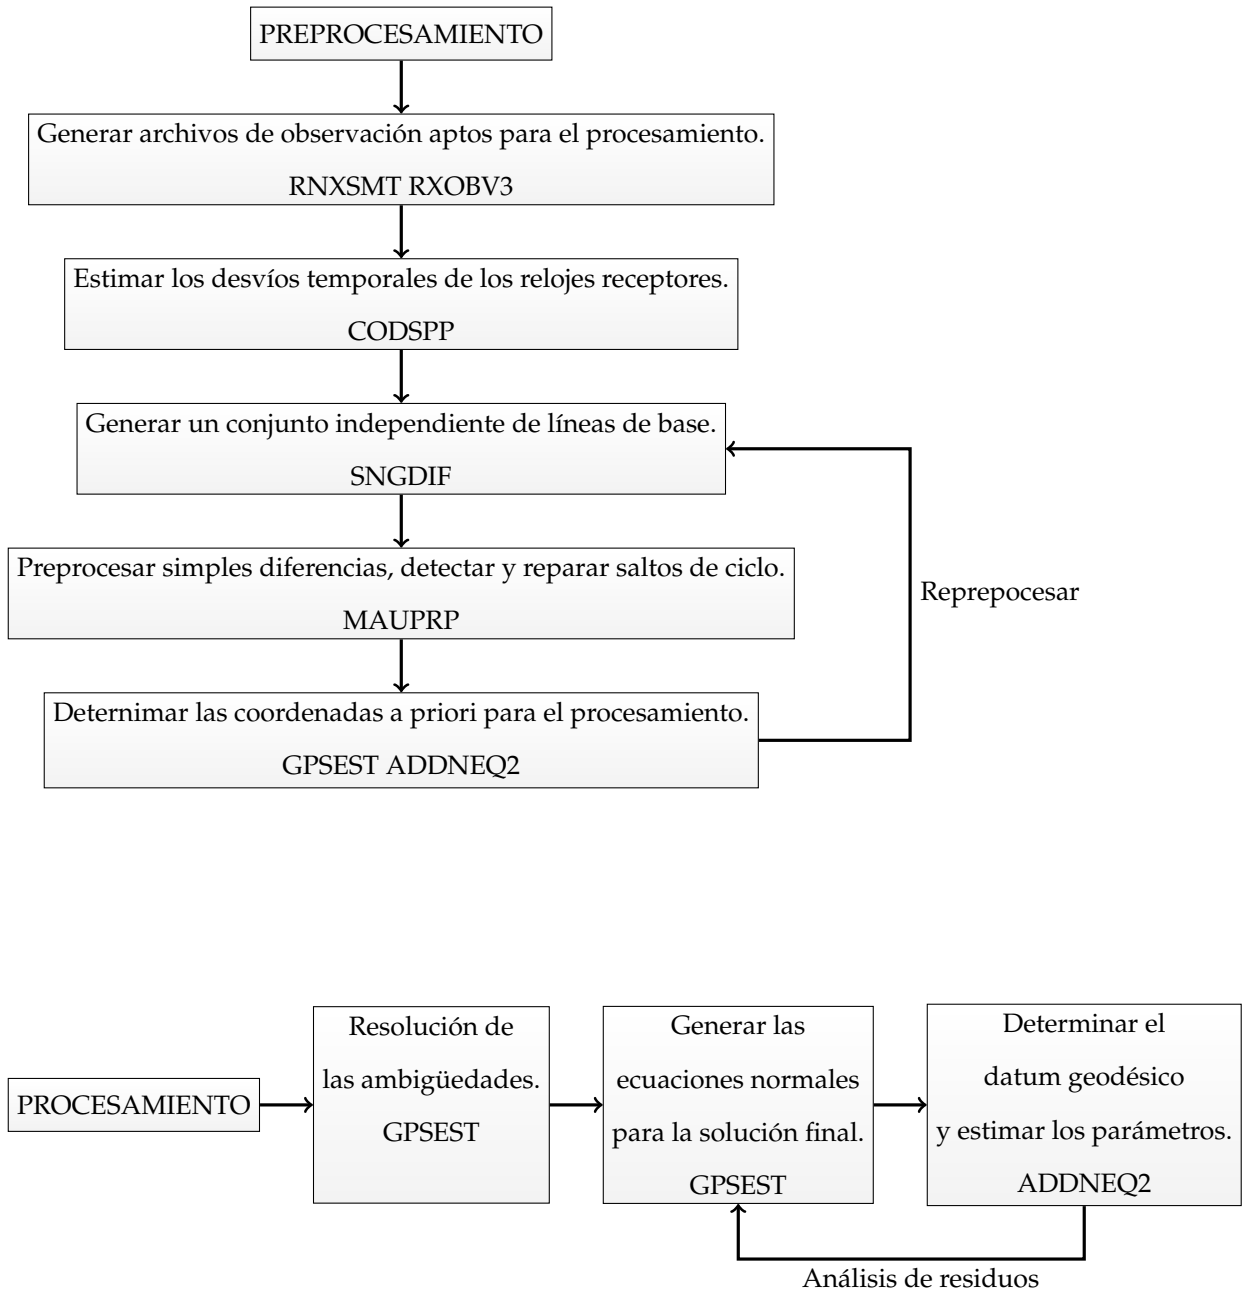 PREPROCESAMIENTO
Generar archivos de observación aptos para el procesamiento.
RNXSMT RXOBV3
Estimar los desvíos temporales de los relojes receptores.
CODSPP
Generar un conjunto independiente de líneas de base.
SNGDIF
Preprocesar simples diferencias, detectar y reparar saltos de ciclo.
MAUPRP
Reprepocesar
Deternimar las coordenadas a priori para el procesamiento.
GPSEST ADDNEQ2
PROCESAMIENTO
Resolución de
las ambigüedades.
GPSEST
Generar las
ecuaciones normales
para la solución final.
GPSEST
Determinar el
datum geodésico
y estimar los parámetros.
ADDNEQ2
Análisis de residuos